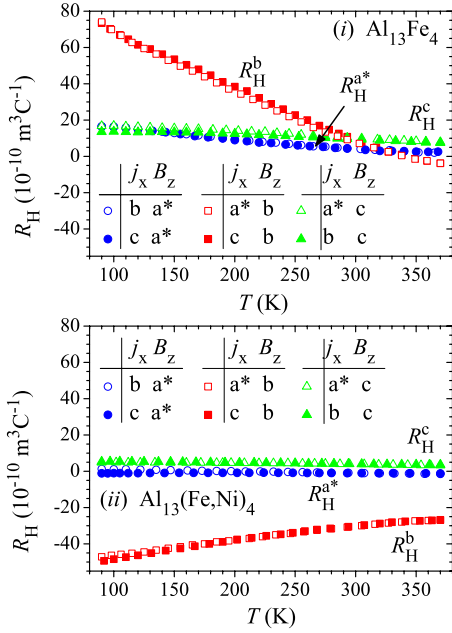 80
(i) Al₁₃Fe₄
60
R_H^b
R_H^a*
40
R_H^c
20
0
R_H (10⁻¹⁰ m³C⁻¹)
j_x B_z j_x B_z j_x B_z
-20
b a* a* b a* c
-40
c a* c b b c
100 150 200 250 300 350
T (K)
80
j_x B_z j_x B_z j_x B_z
60
b a* a* b a* c
40
c a* c b b c
20
R_H^c
0
R_H (10⁻¹⁰ m³C⁻¹)
R_H^a*
(ii) Al₁₃(Fe,Ni)₄
-20
-40
R_H^b
100 150 200 250 300 350
T (K)